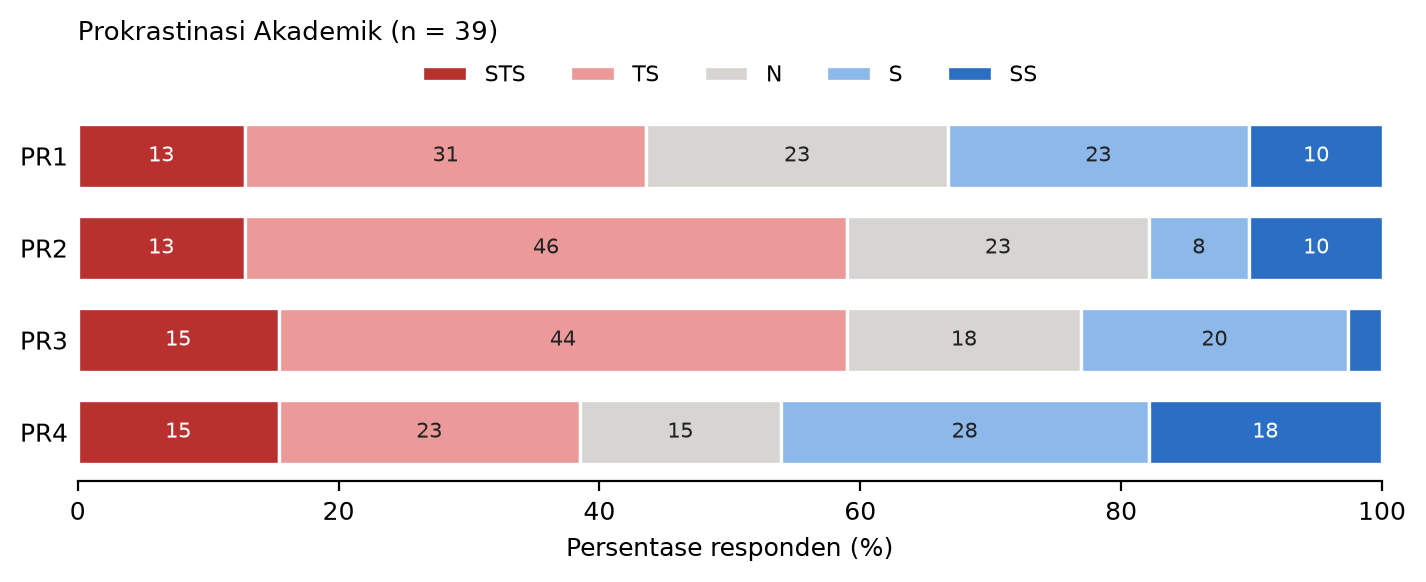 Prokrastinasi Akademik (n = 39)
STS TS N S SS
PR1 13 31 23 23 10
PR2 13 46 23 8 10
PR3 15 44 18 20
PR4 15 23 15 28 18
0 20 40 60 80 100
Persentase responden (%)